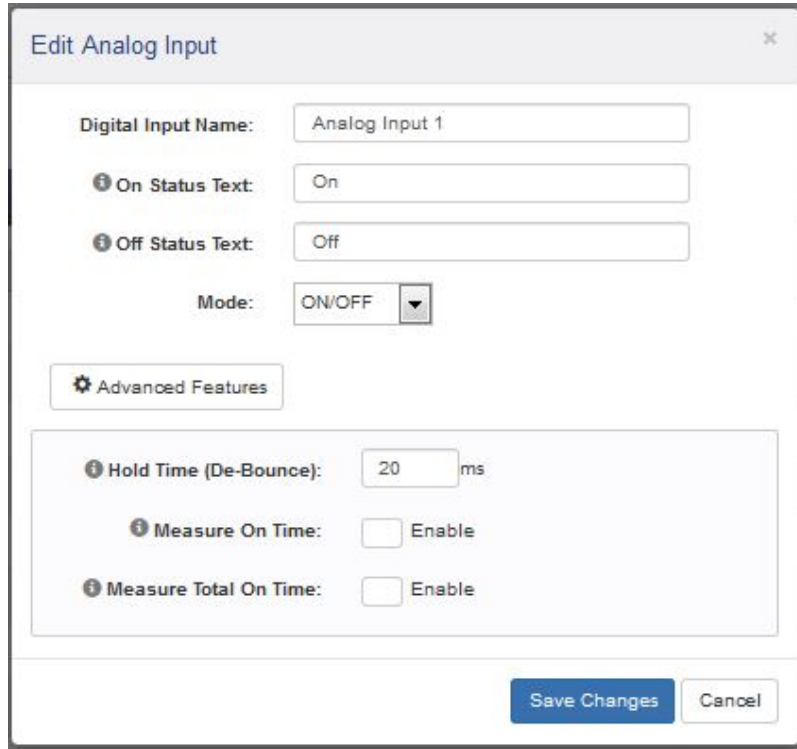 Edit Analog Input ×
Digital Input Name: Analog Input 1
On Status Text: On
Off Status Text: Off
Mode: ON/OFF
Advanced Features
Hold Time (De-Bounce): 20 ms
Measure On Time: Enable
Measure Total On Time: Enable
Save Changes Cancel